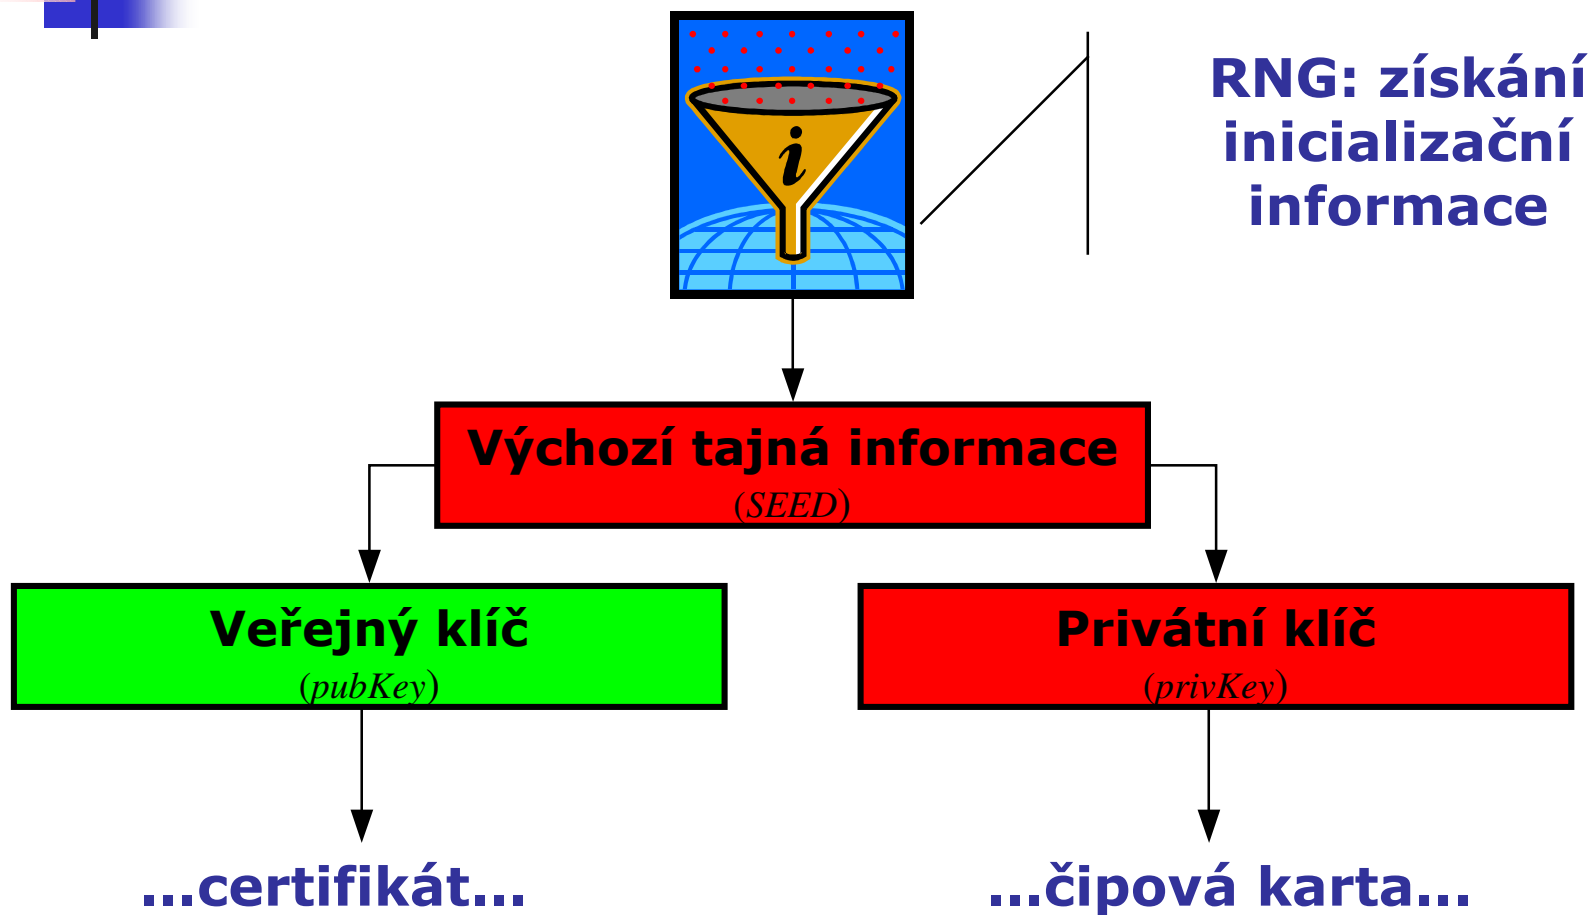 RNG: získání
inicializační
informace
i
Výchozí tajná informace
(SEED)
Veřejný klíč
(pubKey)
Privátní klíč
(privKey)
...certifikát...
...čipová karta...